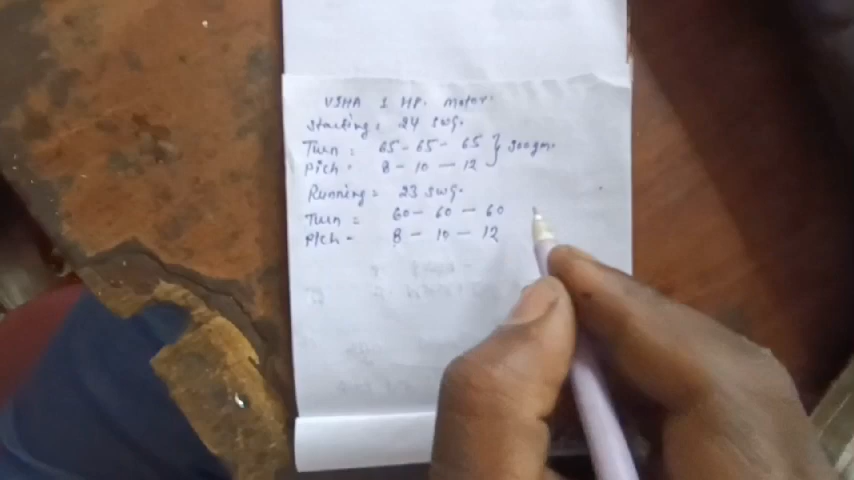 USHA 1 HP. Motor.
Starting = 24 swg.
Turn = 65 - 65 - 65 } 300gm.
Pich - 8 - 10 - 12
Running = 23 swg.
Turn = 60 - 60 - 60
Pich - 8 - 10 - 12